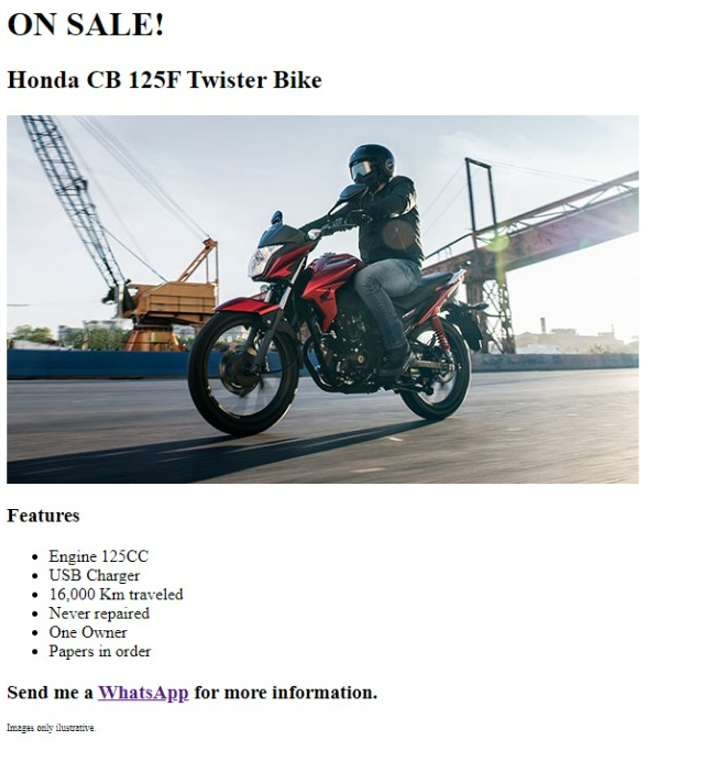 ON SALE!
Honda CB 125F Twister Bike
Features
Engine 125CC
USB Charger
16,000 Km traveled
Never repaired
One Owner
Papers in order
Send me a WhatsApp for more information.
Images only ilustrative.